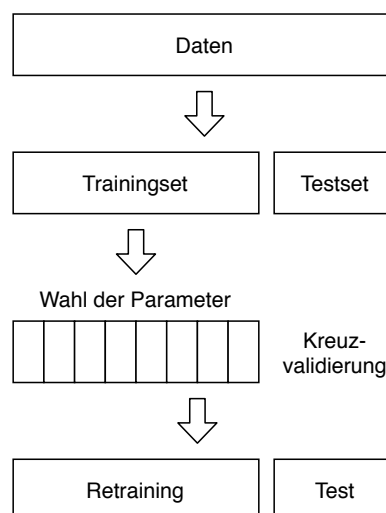 Daten
Trainingset
Testset
Wahl der Parameter
Kreuz-
validierung
Retraining
Test